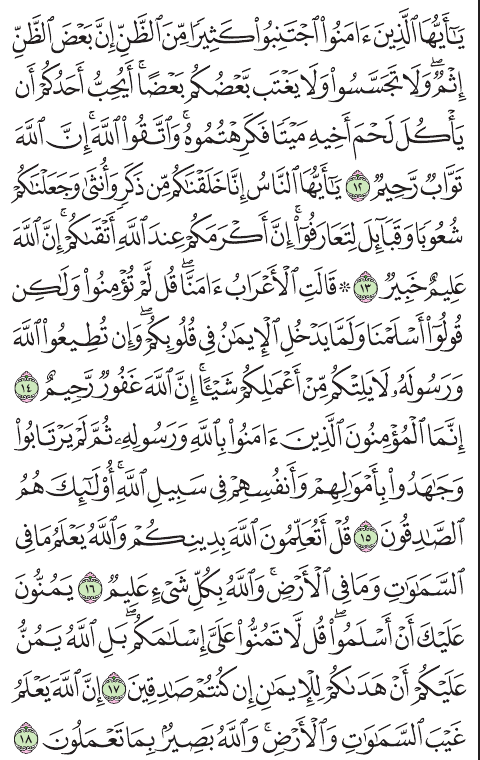 يَـٰٓأَيُّهَا ٱلَّذِينَ ءَامَنُوا۟ ٱجْتَنِبُوا۟ كَثِيرًا مِّنَ ٱلظَّنِّ إِنَّ بَعْضَ ٱلظَّنِّ
إِثْمٌ ۖ وَلَا تَجَسَّسُوا۟ وَلَا يَغْتَب بَّعْضُكُم بَعْضًا ۚ أَيُحِبُّ أَحَدُكُمْ أَن
يَأْكُلَ لَحْمَ أَخِيهِ مَيْتًا فَكَرِهْتُمُوهُ ۚ وَٱتَّقُوا۟ ٱللَّهَ ۚ إِنَّ ٱللَّهَ
تَوَّابٌ رَّحِيمٌ ١٢ يَـٰٓأَيُّهَا ٱلنَّاسُ إِنَّا خَلَقْنَـٰكُم مِّن ذَكَرٍ وَأُنثَىٰ وَجَعَلْنَـٰكُمْ
شُعُوبًا وَقَبَآئِلَ لِتَعَارَفُوٓا۟ ۚ إِنَّ أَكْرَمَكُمْ عِندَ ٱللَّهِ أَتْقَىٰكُمْ ۚ إِنَّ ٱللَّهَ
عَلِيمٌ خَبِيرٌ ١٣ ۞ قَالَتِ ٱلْأَعْرَابُ ءَامَنَّا ۖ قُل لَّمْ تُؤْمِنُوا۟ وَلَـٰكِن
قُولُوٓا۟ أَسْلَمْنَا وَلَمَّا يَدْخُلِ ٱلْإِيمَـٰنُ فِى قُلُوبِكُمْ ۖ وَإِن تُطِيعُوا۟ ٱللَّهَ
وَرَسُولَهُۥ لَا يَلِتْكُم مِّنْ أَعْمَـٰلِكُمْ شَيْـًٔا ۚ إِنَّ ٱللَّهَ غَفُورٌ رَّحِيمٌ ١٤
إِنَّمَا ٱلْمُؤْمِنُونَ ٱلَّذِينَ ءَامَنُوا۟ بِٱللَّهِ وَرَسُولِهِۦ ثُمَّ لَمْ يَرْتَابُوا۟
وَجَـٰهَدُوا۟ بِأَمْوَٰلِهِمْ وَأَنفُسِهِمْ فِى سَبِيلِ ٱللَّهِ ۚ أُو۟لَـٰٓئِكَ هُمُ
ٱلصَّـٰدِقُونَ ١٥ قُلْ أَتُعَلِّمُونَ ٱللَّهَ بِدِينِكُمْ وَٱللَّهُ يَعْلَمُ مَا فِى
ٱلسَّمَـٰوَٰتِ وَمَا فِى ٱلْأَرْضِ ۚ وَٱللَّهُ بِكُلِّ شَىْءٍ عَلِيمٌ ١٦ يَمُنُّونَ
عَلَيْكَ أَنْ أَسْلَمُوا۟ ۖ قُل لَّا تَمُنُّوا۟ عَلَىَّ إِسْلَـٰمَكُم ۖ بَلِ ٱللَّهُ يَمُنُّ
عَلَيْكُمْ أَنْ هَدَىٰكُمْ لِلْإِيمَـٰنِ إِن كُنتُمْ صَـٰدِقِينَ ١٧ إِنَّ ٱللَّهَ يَعْلَمُ
غَيْبَ ٱلسَّمَـٰوَٰتِ وَٱلْأَرْضِ ۚ وَٱللَّهُ بَصِيرٌۢ بِمَا تَعْمَلُونَ ١٨